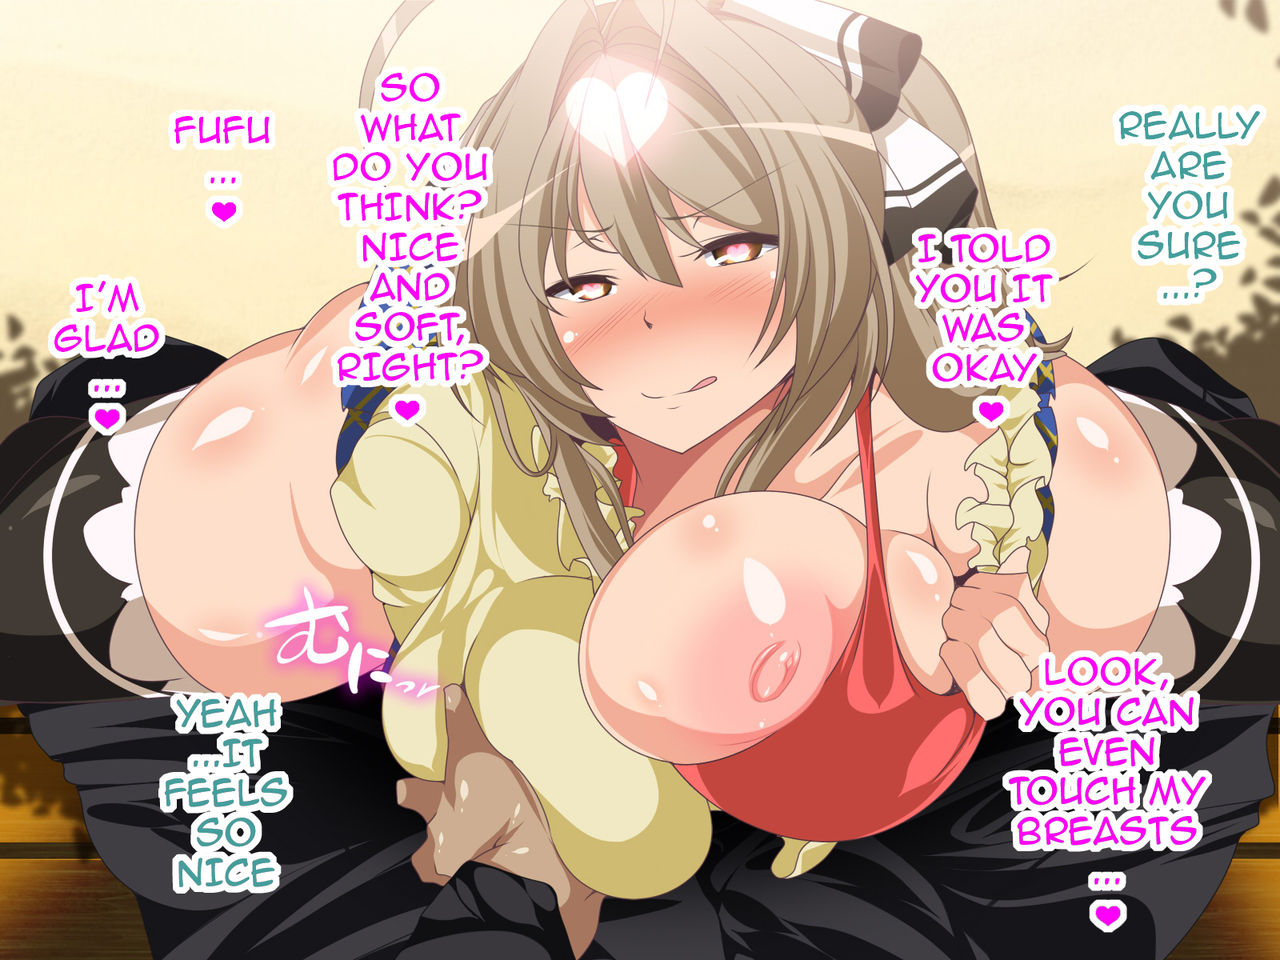 REALLY
ARE
YOU
SURE
...?
I TOLD
YOU IT
WAS
OKAY
♥
LOOK,
YOU CAN
EVEN
TOUCH MY
BREASTS
...
♥
SO
WHAT
DO YOU
THINK?
NICE
AND
SOFT,
RIGHT?
♥
むにっ
YEAH
...IT
FEELS
SO
NICE
FUFU
...
♥
I'M
GLAD
...
♥